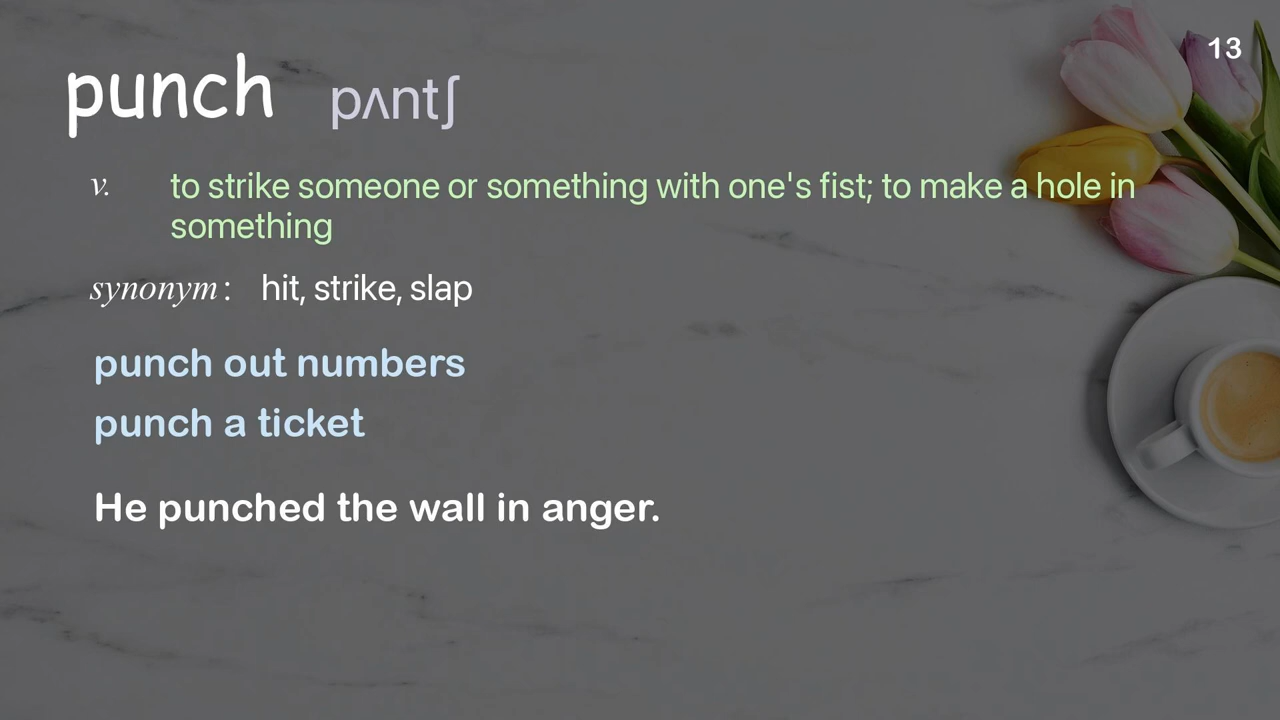 13
punch pʌntʃ
v. to strike someone or something with one's fist; to make a hole in
something
synonym: hit, strike, slap
punch out numbers
punch a ticket
He punched the wall in anger.